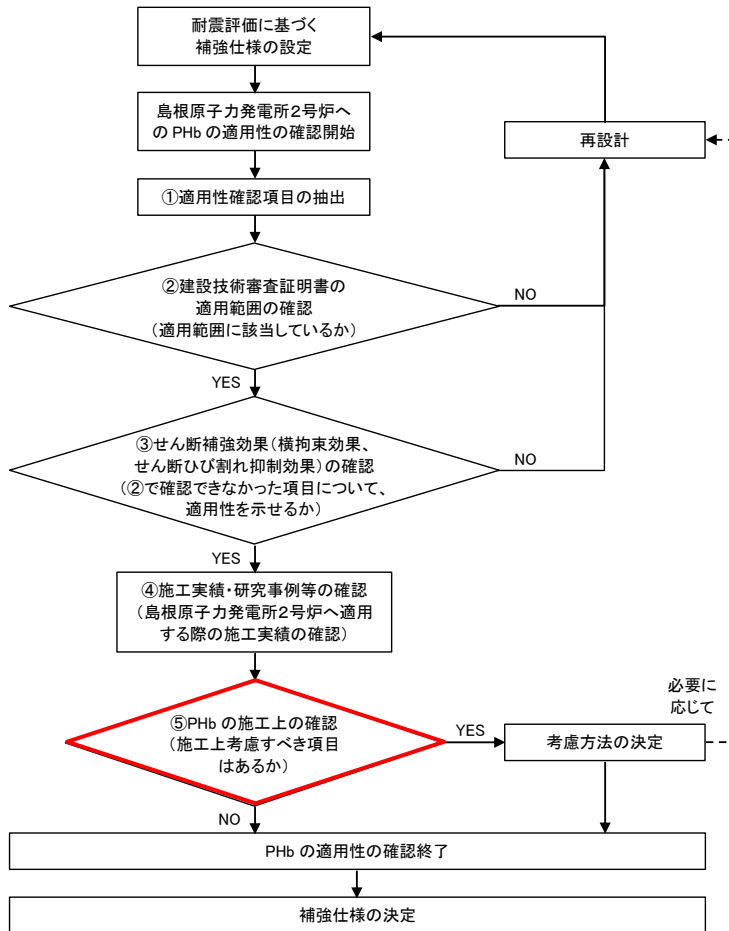 耐震評価に基づく
補強仕様の設定
島根原子力発電所２号炉へ
の PHb の適用性の確認開始
再設計
①適用性確認項目の抽出
②建設技術審査証明書の
適用範囲の確認
（適用範囲に該当しているか）
NO
YES
③せん断補強効果（横拘束効果、
せん断ひび割れ抑制効果）の確認
（②で確認できなかった項目について、
適用性を示せるか）
NO
YES
④施工実績・研究事例等の確認
（島根原子力発電所２号炉へ適用
する際の施工実績の確認）
必要に
応じて
⑤PHb の施工上の確認
（施工上考慮すべき項目
はあるか）
YES
考慮方法の決定
NO
PHb の適用性の確認終了
補強仕様の決定